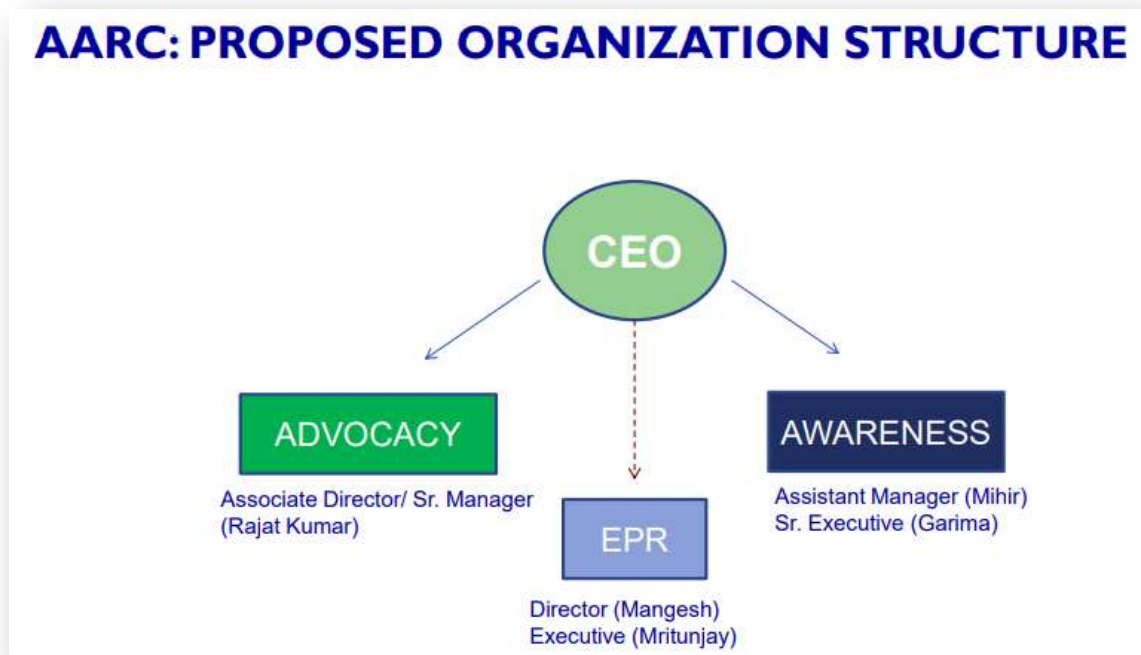 AARC: PROPOSED ORGANIZATION STRUCTURE
CEO
ADVOCACY
Associate Director/ Sr. Manager
(Rajat Kumar)
EPR
Director (Mangesh)
Executive (Mritunjay)
AWARENESS
Assistant Manager (Mihir)
Sr. Executive (Garima)